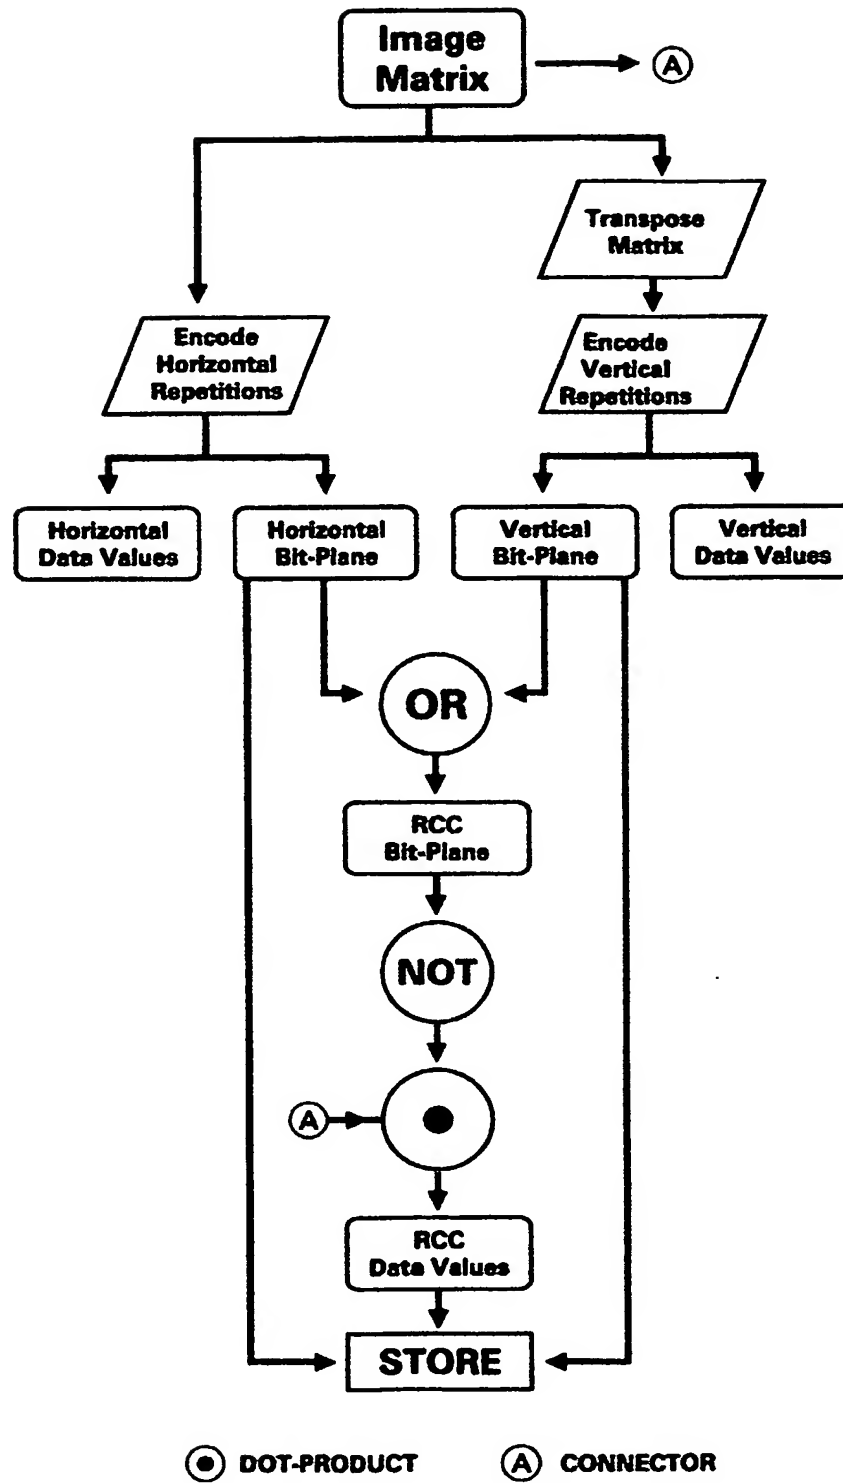 Image
Matrix
A
Transpose
Matrix
Encode
Horizontal
Repetitions
Encode
Vertical
Repetitions
Horizontal
Data Values
Horizontal
Bit-Plane
Vertical
Bit-Plane
Vertical
Data Values
OR
RCC
Bit-Plane
NOT
A
RCC
Data Values
STORE
DOT-PRODUCT
A CONNECTOR